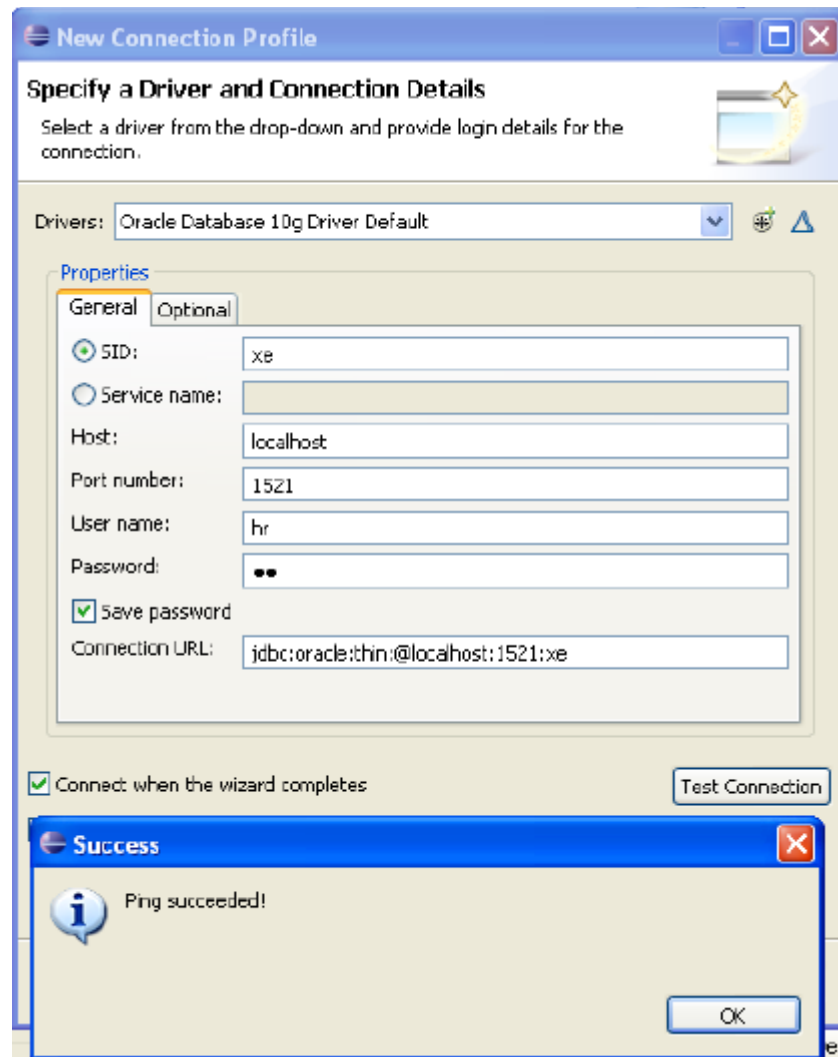 New Connection Profile
Specify a Driver and Connection Details
Select a driver from the drop-down and provide login details for the
connection.
Drivers: Oracle Database 10g Driver Default
Properties
General Optional
SID: xe
Service name:
Host: localhost
Port number: 1521
User name: hr
Password: ●●
Save password
Connection URL: jdbc:oracle:thin:@localhost:1521:xe
Connect when the wizard completes Test Connection
Success
Ping succeeded!
OK